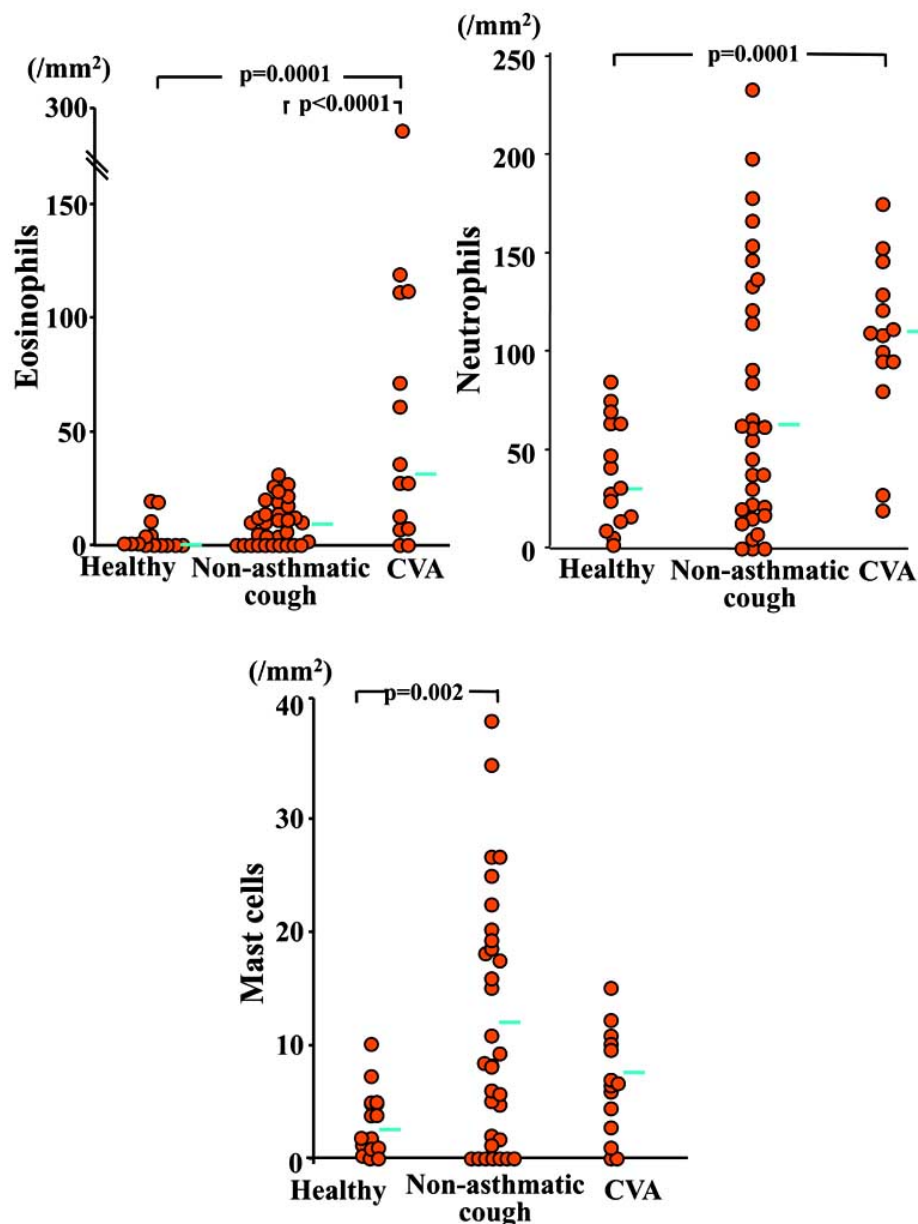 (/mm²)
p=0.0001
p<0.0001
300
150
100
50
0
Eosinophils
Healthy Non-asthmatic CVA
cough
(/mm²)
p=0.0001
250
200
150
100
50
0
Neutrophils
Healthy Non-asthmatic CVA
cough
(/mm²)
p=0.002
40
30
20
10
0
Mast cells
Healthy Non-asthmatic CVA
cough